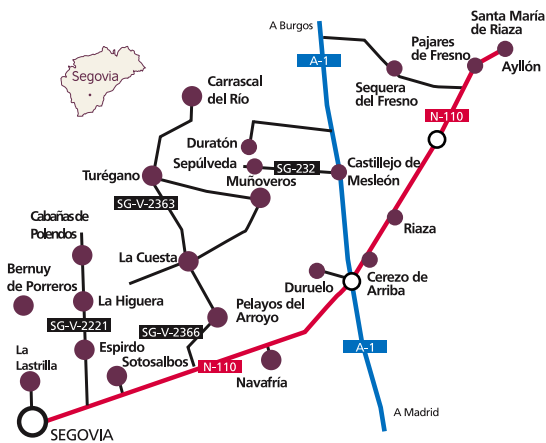 A Burgos
Santa María
de Riaza
Pajares
de Fresno
Ayllón
A-1
Segovia
Carrascal
del Río
Sequera
del Fresno
N-110
Duratón
Sepúlveda
SG-232
Castillejo de
Mesleón
Turégano
Muñoveros
SG-V-2363
Cabañas de
Polendos
Riaza
La Cuesta
Bernuy
de Porreros
Duruelo
Cerezo de
Arriba
La Higuera
Pelayos del
Arroyo
SG-V-2221
SG-V-2366
La
Lastrilla
Espirdo
Sotosalbos
N-110
A-1
Navafría
A Madrid
SEGOVIA